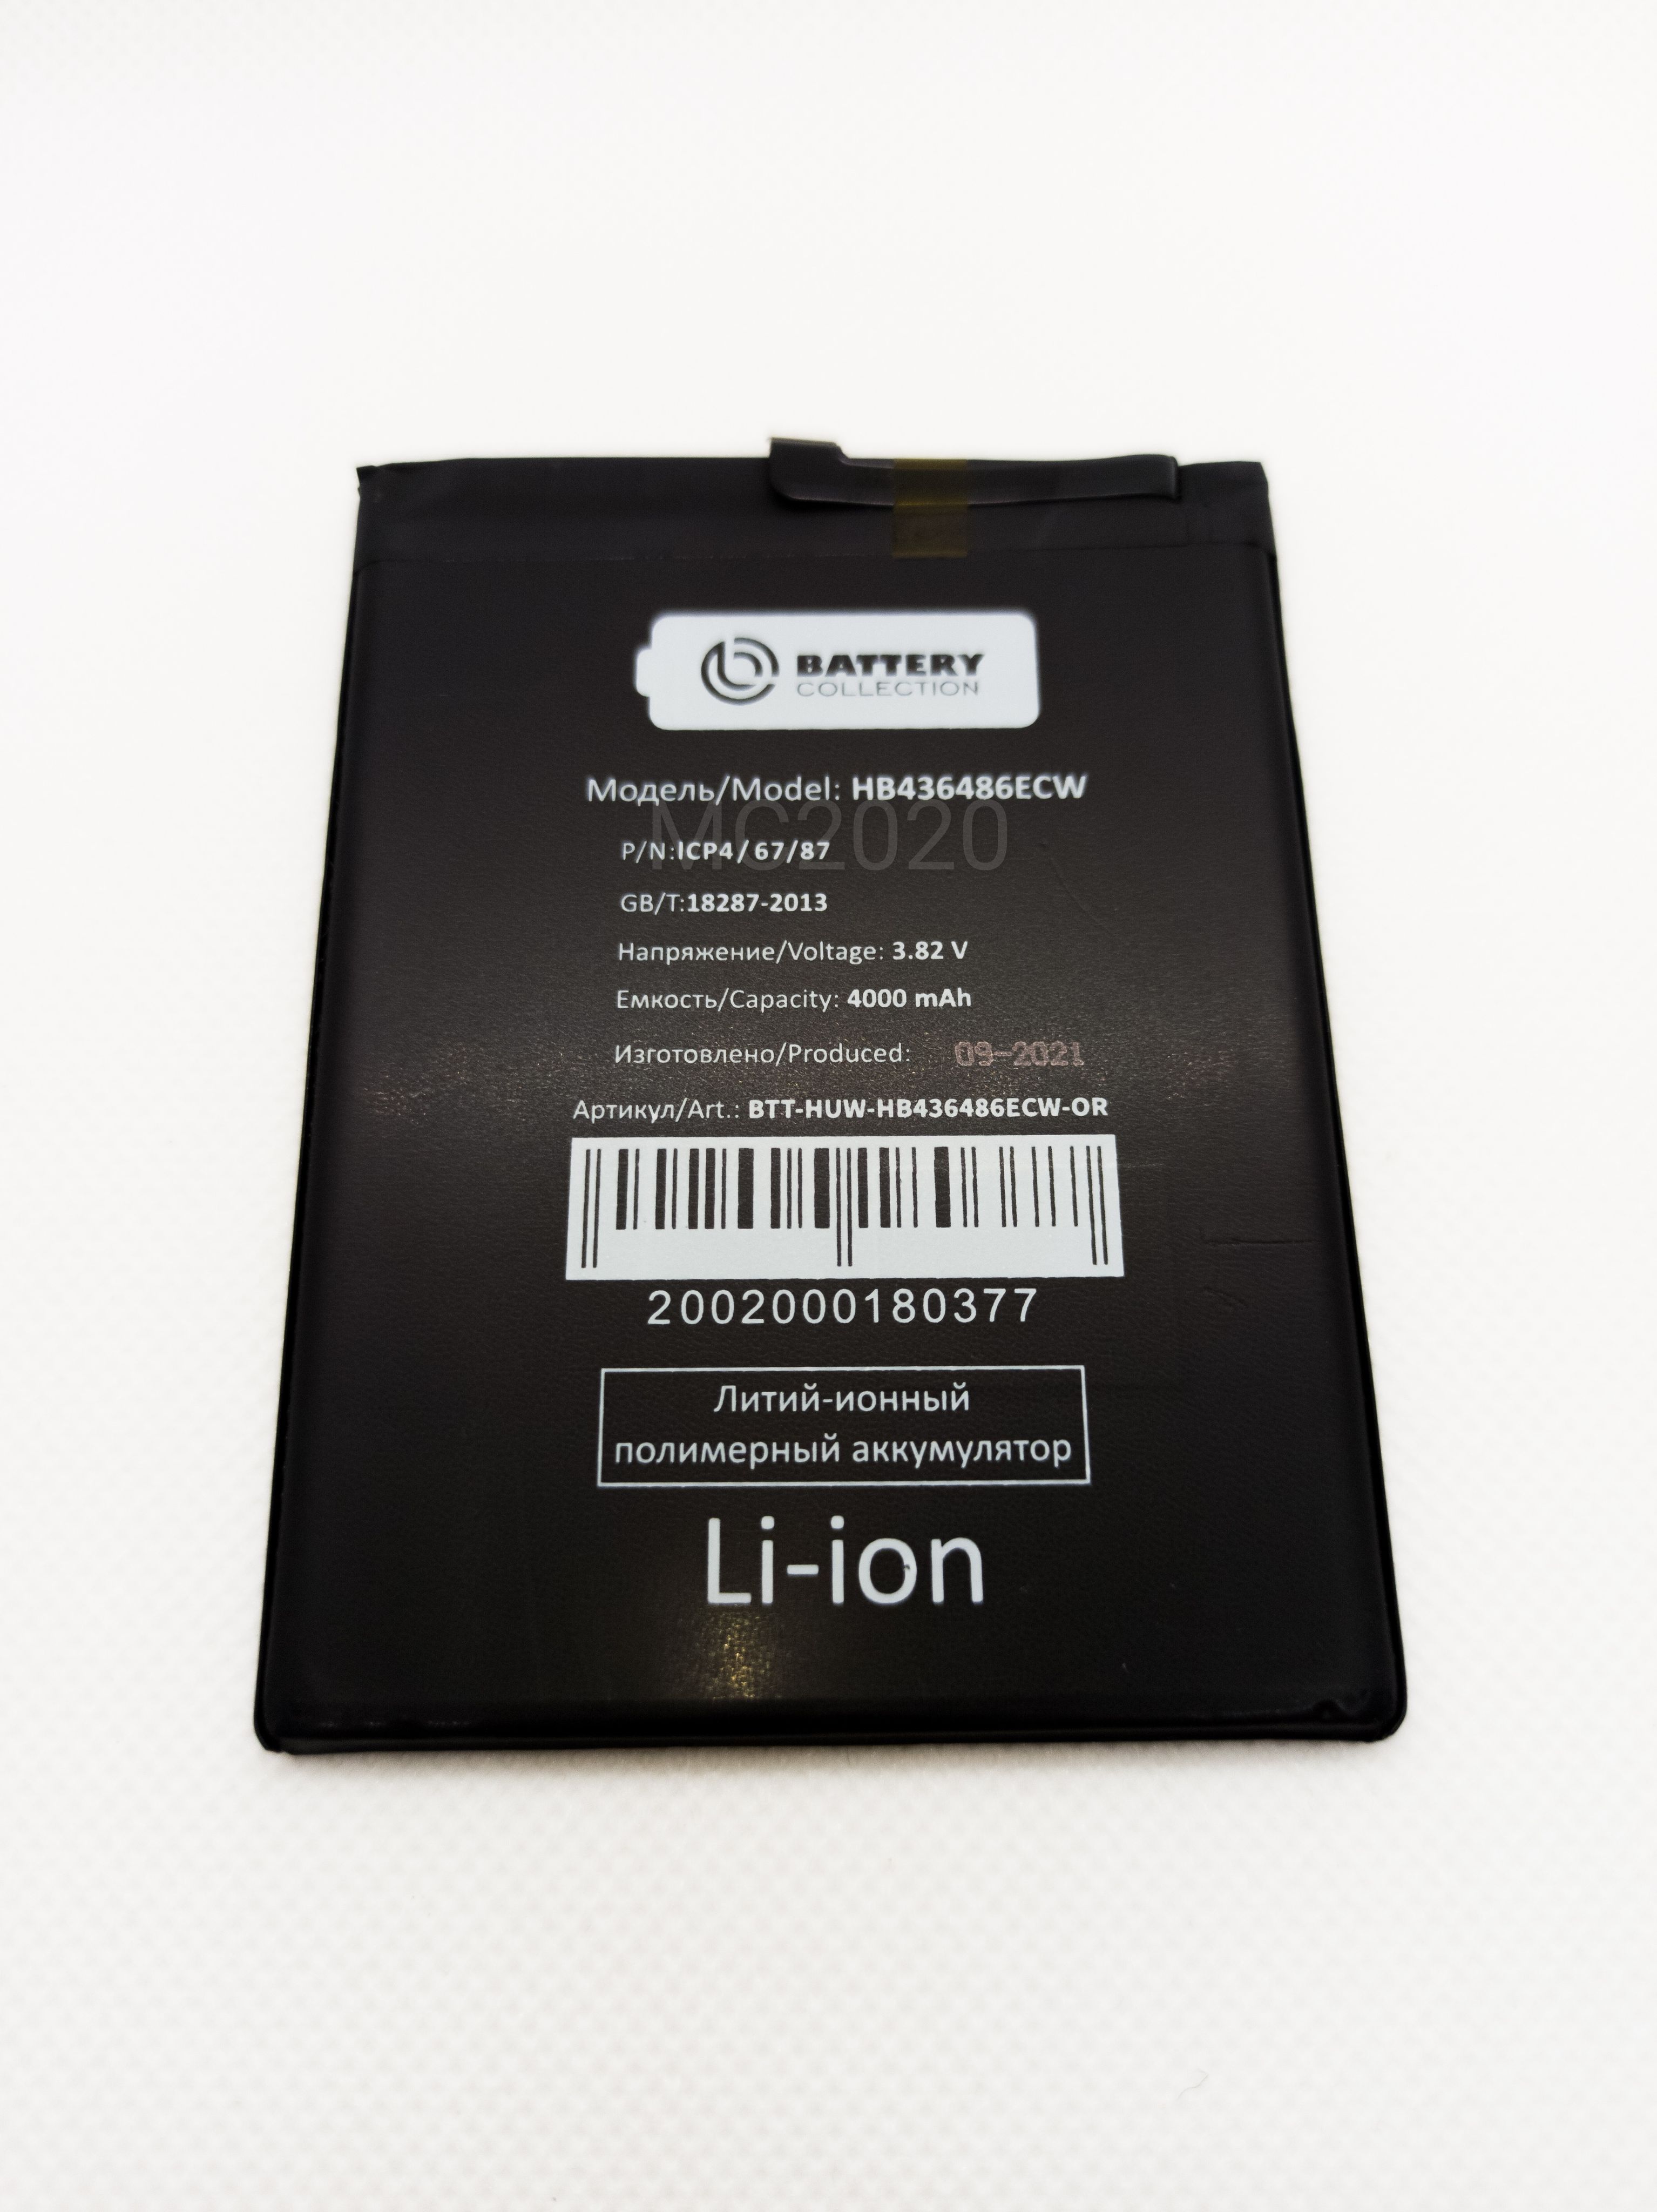 BATTERY
COLLECTION
Модель/Model: HB436486ECW
MC2020
P/N:ICP4/67/87
GB/T:18287-2013
Напряжение/Voltage: 3.82 V
Емкость/Capacity: 4000 mAh
Изготовлено/Produced: 09-2021
Артикул/Art.: BTT-HUW-HB436486ECW-OR
2002000180377
Литий-ионный
полимерный аккумулятор
Li-ion